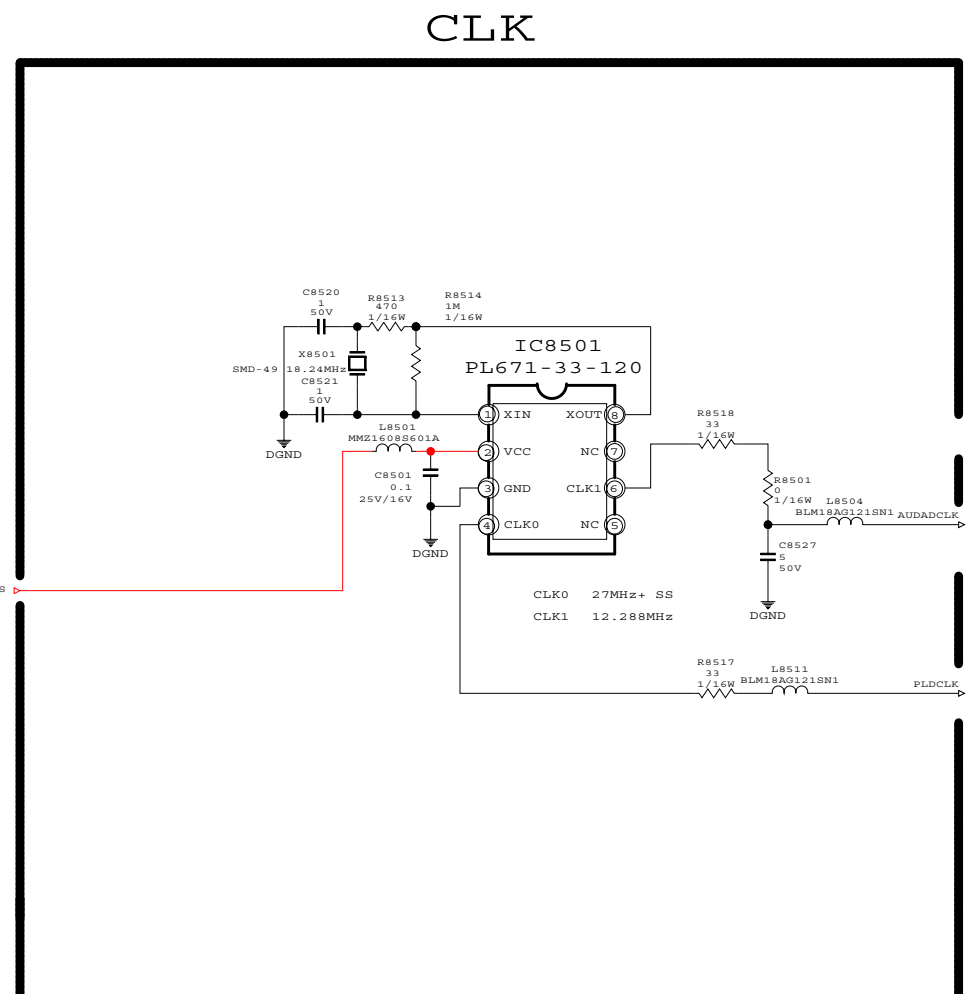 CLK
C8520
1
50V
R8513
470
1/16W
R8514
1M
1/16W
X8501
SMD-49 18.24MHz
C8521
1
50V
DGND
IC8501
PL671-33-120
1 XIN
XOUT 8
2 VCC
NC 7
3 GND
CLK1 6
4 CLK0
NC 5
L8501
MMZ1608S601A
C8501
0.1
25V/16V
DGND
R8518
33
1/16W
R8501
0
1/16W
L8504
BLM18AG121SN1
AUDADCLK
C8527
5
50V
DGND
S
CLK0 27MHz+ SS
CLK1 12.288MHz
R8517
33
1/16W
L8511
BLM18AG121SN1
PLDCLK